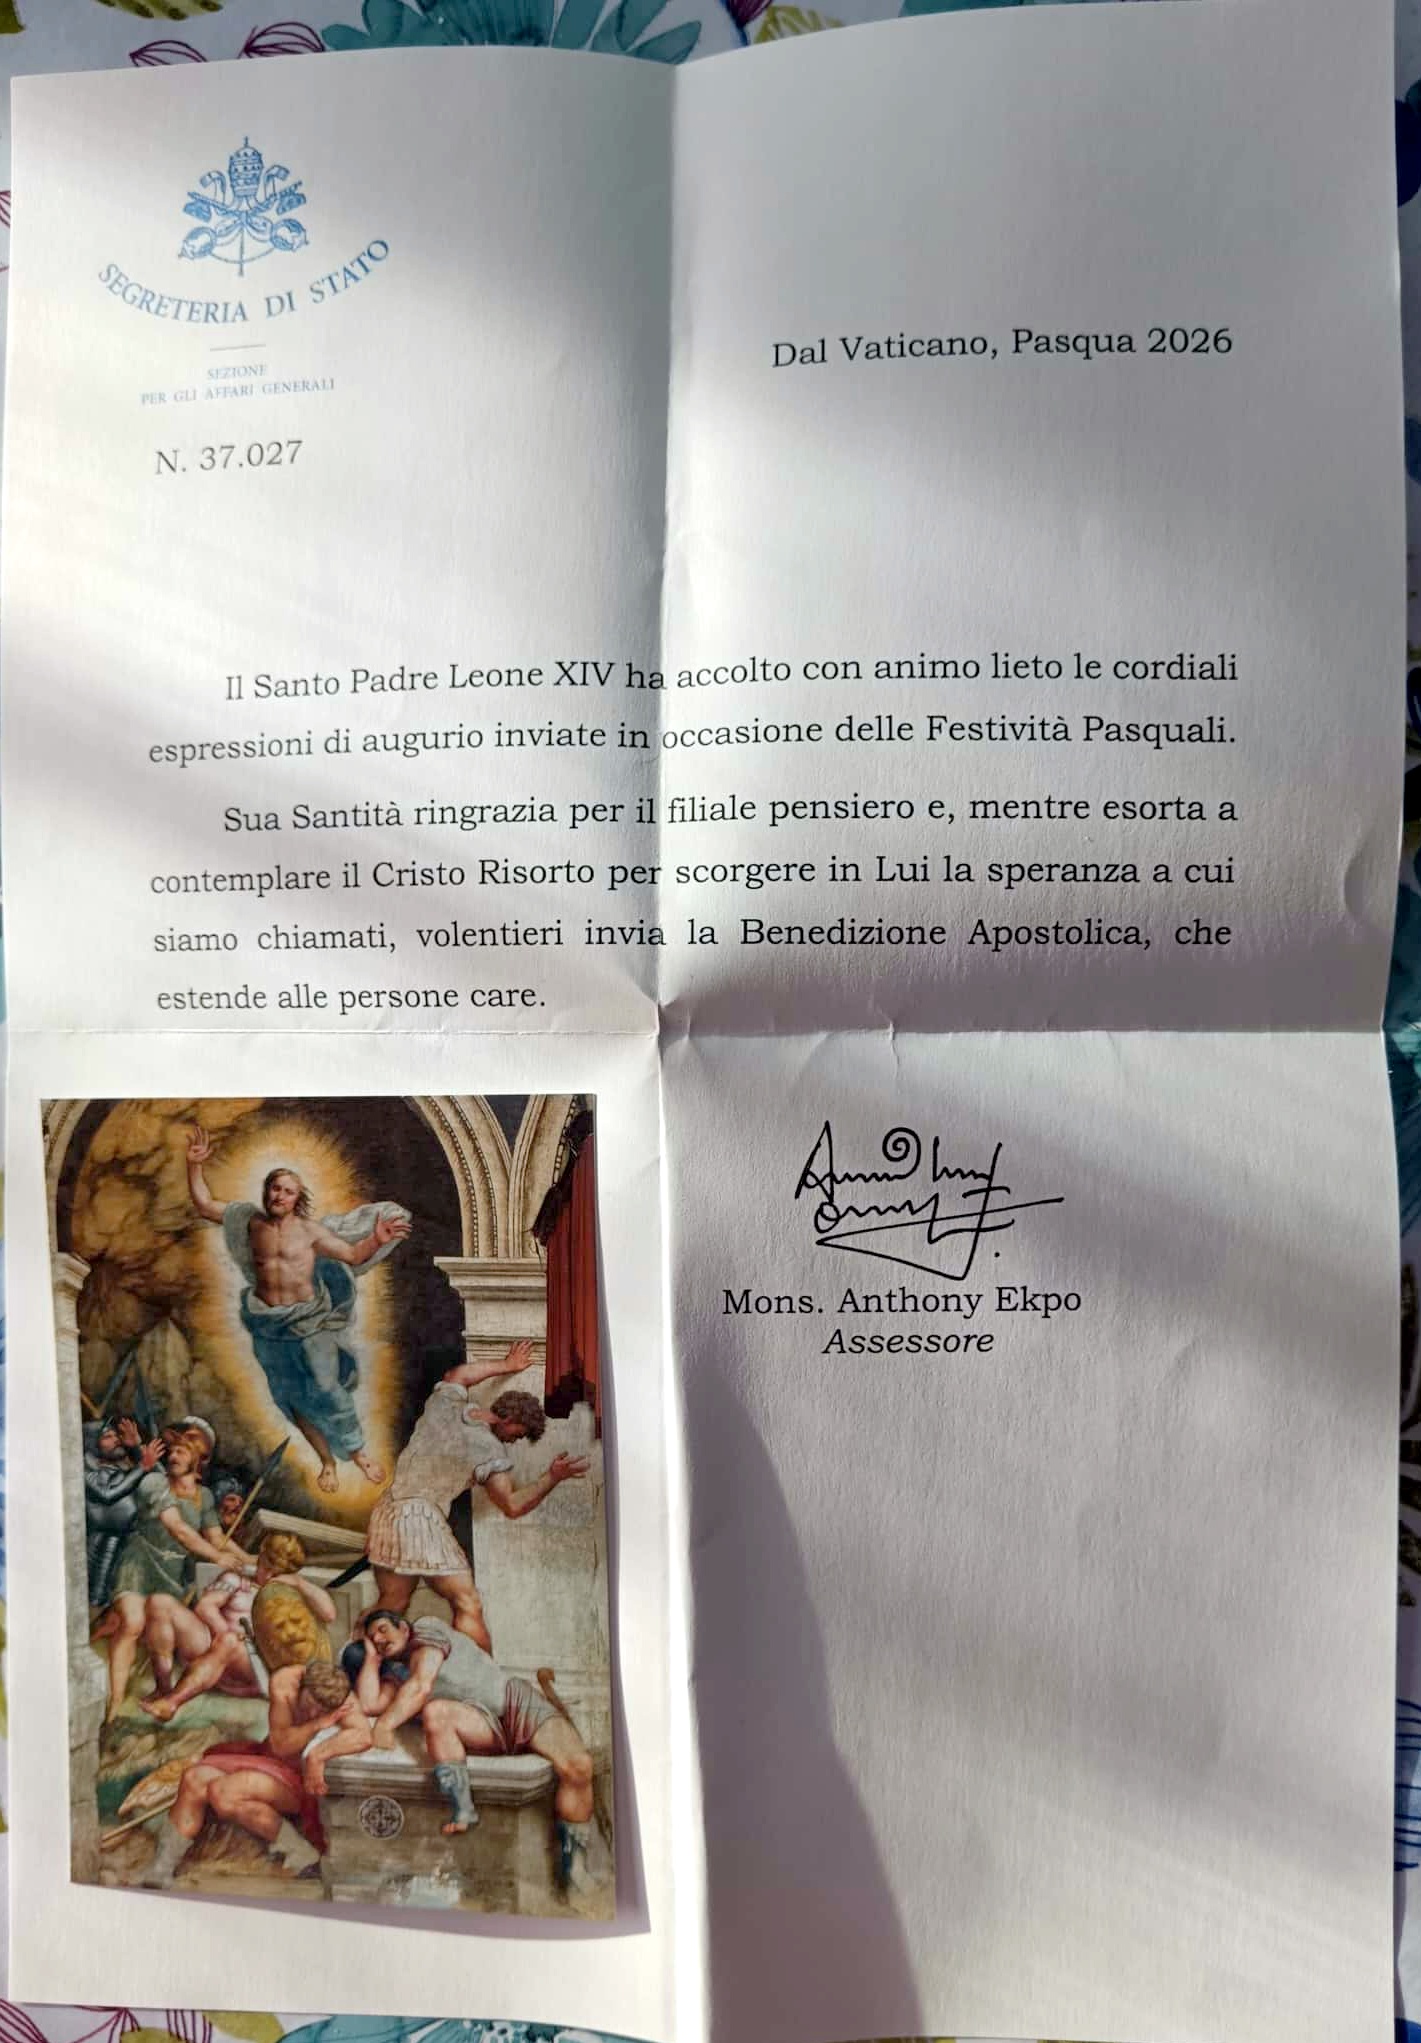 SEGRETERIA DI STATO
SEZIONE
PER GLI AFFARI GENERALI
N. 37.027
Dal Vaticano, Pasqua 2026
Il Santo Padre Leone XIV ha accolto con animo lieto le cordiali
espressioni di augurio inviate in occasione delle Festività Pasquali.
Sua Santità ringrazia per il filiale pensiero e, mentre esorta a
contemplare il Cristo Risorto per scorgere in Lui la speranza a cui
siamo chiamati, volentieri invia la Benedizione Apostolica, che
estende alle persone care.
Mons. Anthony Ekpo
Assessore